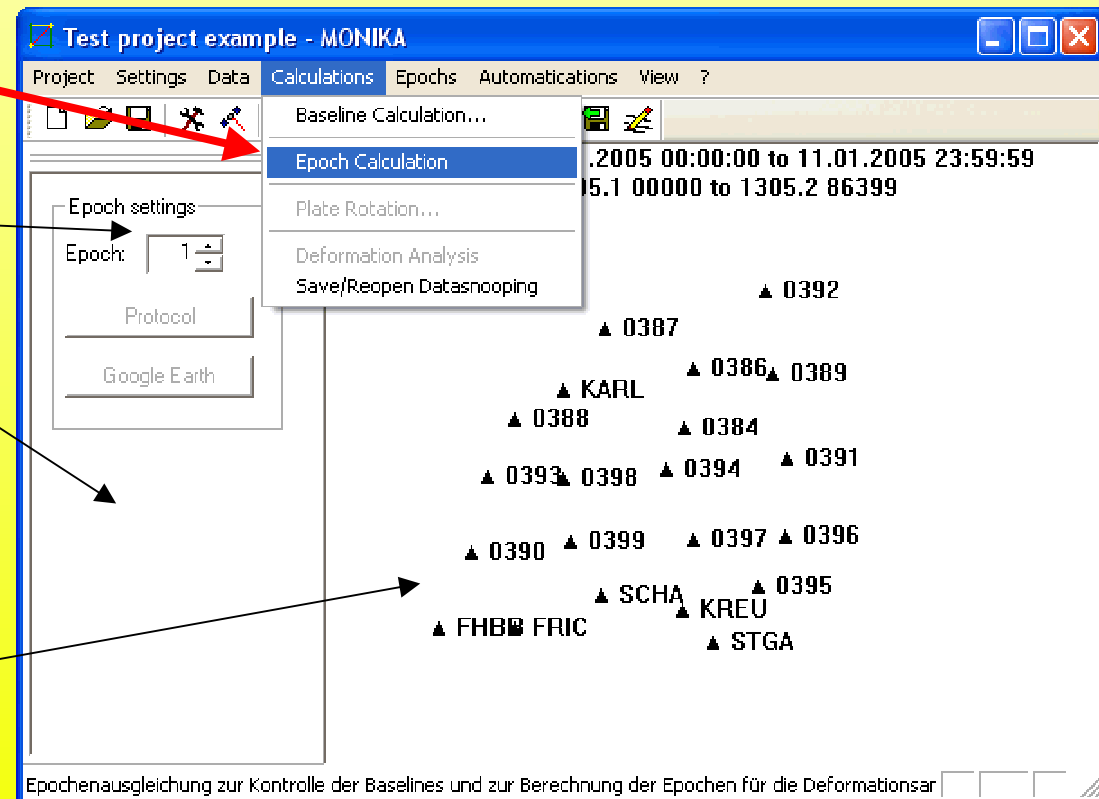 Test project example - MONIKA
Project Settings Data Calculations Epochs Automatications View ?
Baseline Calculation...
Epoch Calculation
Plate Rotation...
Deformation Analysis
Save/Reopen Datasnooping
.2005 00:00:00 to 11.01.2005 23:59:59
05.1 00000 to 1305.2 86399
Epoch settings
Epoch: 1
Protocol
Google Earth
0392
0387
0386
0389
KARL
0388
0384
0391
0393
0398
0394
0390
0399
0397
0396
SCHA
0395
KREU
FHBB
FRIC
STGA
Epochenausgleichung zur Kontrolle der Baselines und zur Berechnung der Epochen für die Deformationsar